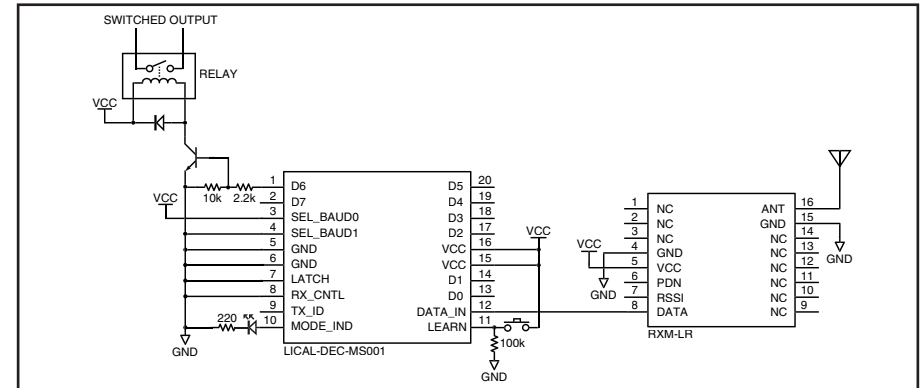 SWITCHED OUTPUT
RELAY
VCC
10k 2.2k
VCC
1 D6
2 D7
3 SEL_BAUD0
4 SEL_BAUD1
5 GND
6 GND
7 LATCH
8 RX_CNTL
9 TX_ID
10 MODE_IND
D5 20
D4 19
D3 18
D2 17
VCC 16
VCC 15
D1 14
D0 13
DATA_IN 12
LEARN 11
220
GND
LICAL-DEC-MS001
VCC
100k
GND
1 NC
2 NC
3 NC
4 GND
5 VCC
6 PDN
7 RSSI
8 DATA
ANT 16
GND 15
NC 14
NC 13
NC 12
NC 11
NC 10
NC 9
VCC
GND
GND
RXM-LR